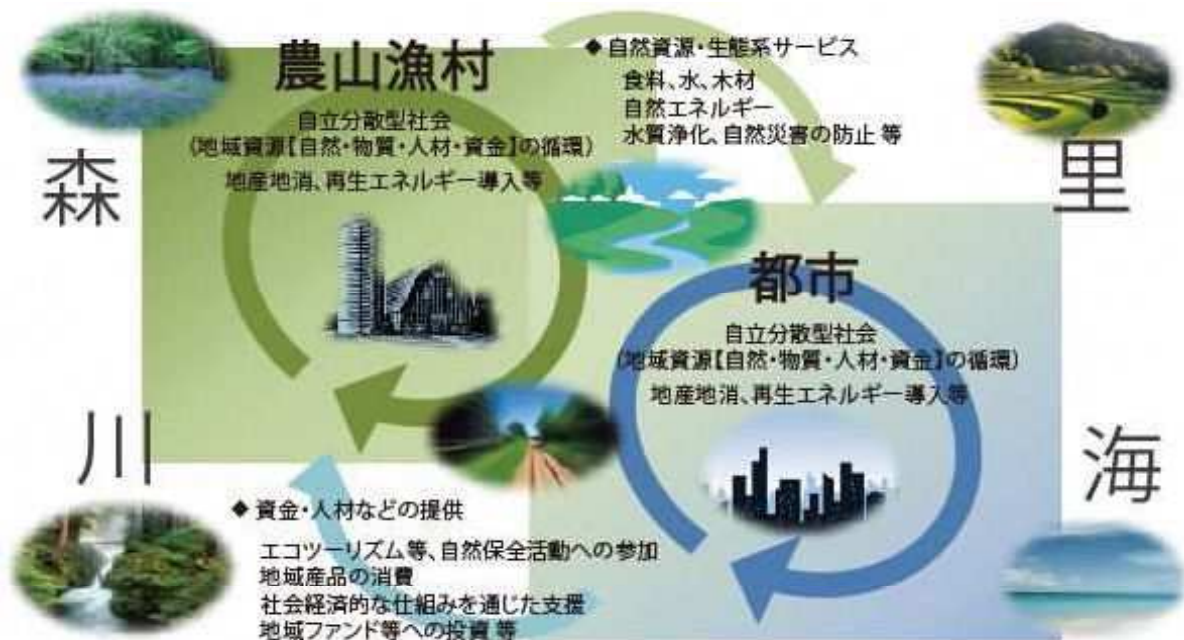 農山漁村
自立分散型社会
(地域資源【自然・物質・人材・資金】の循環)
地産地消、再生エネルギー導入等
◆ 自然資源・生態系サービス
食料、水、木材
自然エネルギー
水質浄化、自然災害の防止 等
森
里
都市
自立分散型社会
(地域資源【自然・物質・人材・資金】の循環)
地産地消、再生エネルギー導入等
川
海
◆ 資金・人材などの提供
エコツーリズム等、自然保全活動への参加
地域産品の消費
社会経済的な仕組みを通じた支援
地域ファンド等への投資 等